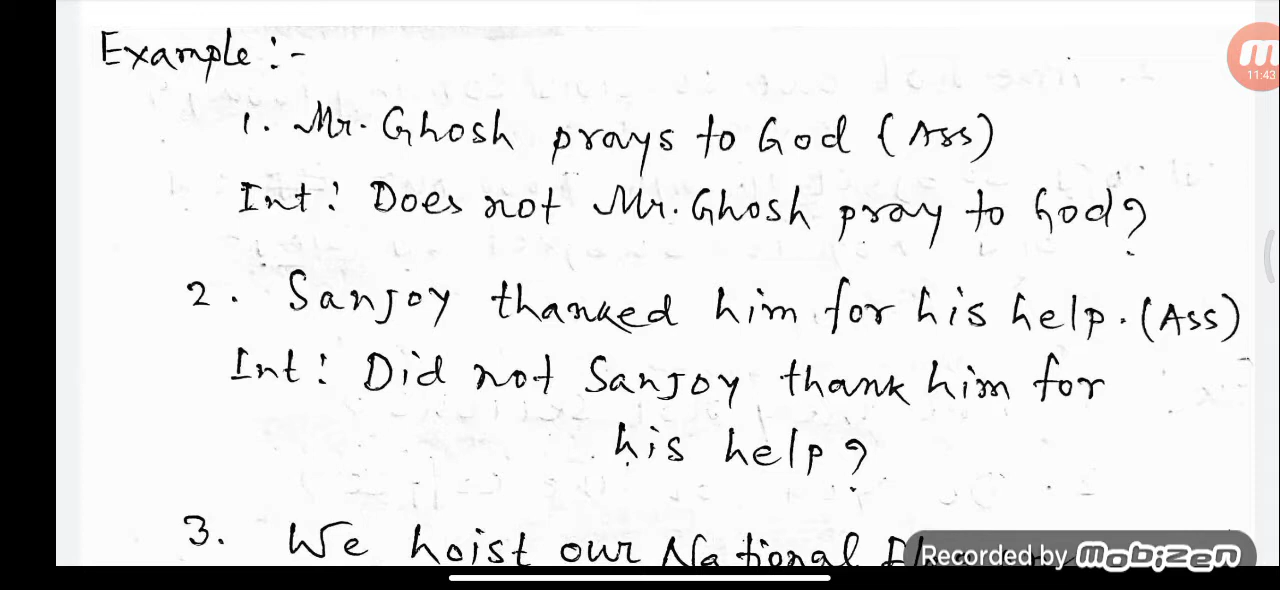 Example :-
11:43
1. Mr. Ghosh prays to God (Ass)
Int: Does not Mr. Ghosh pray to God?
2. Sanjoy thanked him for his help. (Ass)
Int: Did not Sanjoy thank him for
his help?
3. We hoist our National
Recorded by Mobizen